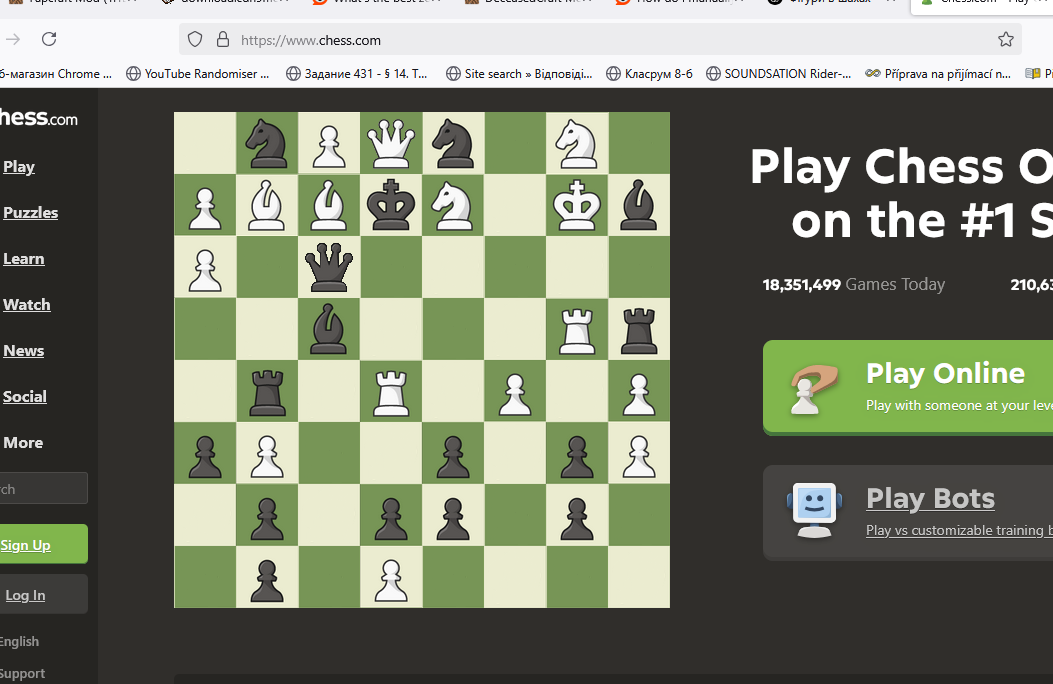 https://www.chess.com
YouTube Randomiser ... Задание 431 - § 14. Т... Site search » Відповіді... Класрум 8-б SOUNDSATION Rider-... Příprava na přijímací n...
б-магазин Chrome ...
hess.com
Play
Puzzles
Learn
Watch
News
Social
More
rch
Sign Up
Log In
English
Support
Play Chess O
on the #1 S
18,351,499 Games Today 210,63
Play Online
Play with someone at your leve
Play Bots
Play vs customizable training b